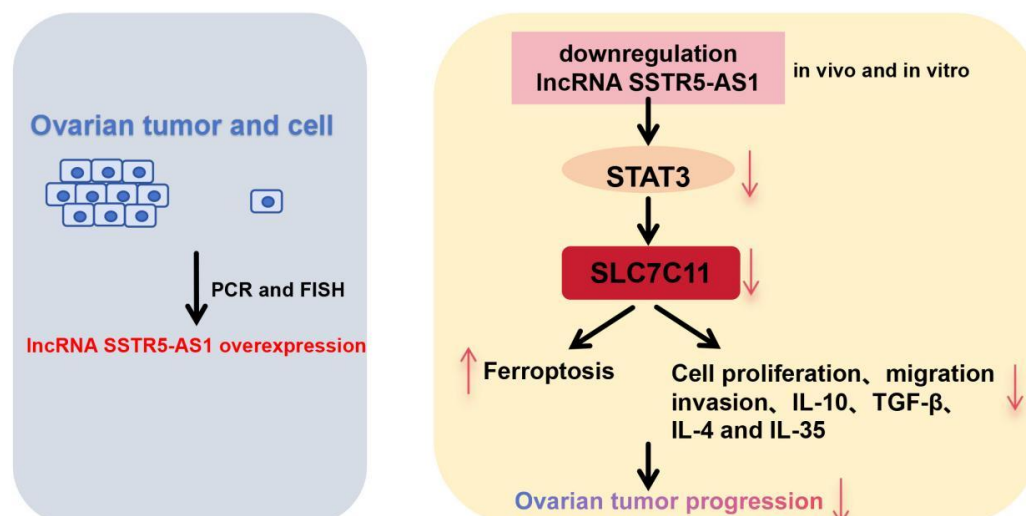 Ovarian tumor and cell
PCR and FISH
lncRNA SSTR5-AS1 overexpression
downregulation
lncRNA SSTR5-AS1
in vivo and in vitro
STAT3
SLC7C11
Ferroptosis
Cell proliferation、migration
invasion、IL-10、TGF-β、
IL-4 and IL-35
Ovarian tumor progression